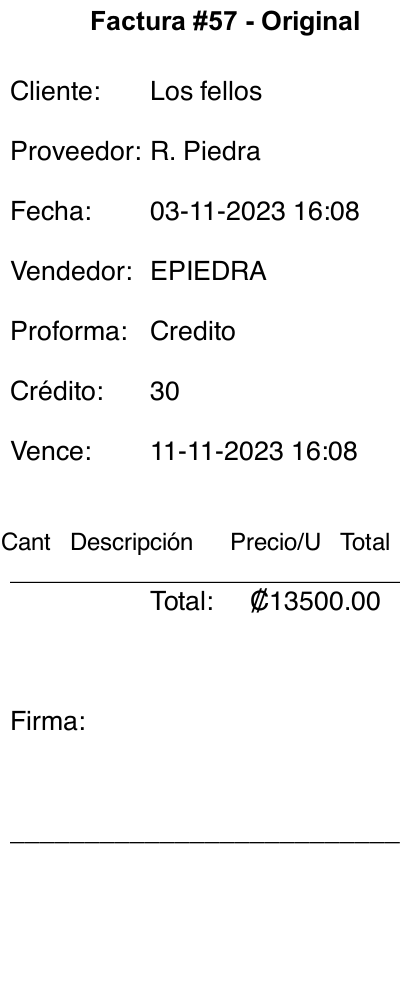 Factura #57 - Original
Cliente: Los fellos
Proveedor: R. Piedra
Fecha: 03-11-2023 16:08
Vendedor: EPIEDRA
Proforma: Credito
Crédito: 30
Vence: 11-11-2023 16:08
Cant Descripción Precio/U Total
Total: ₡13500.00
Firma: